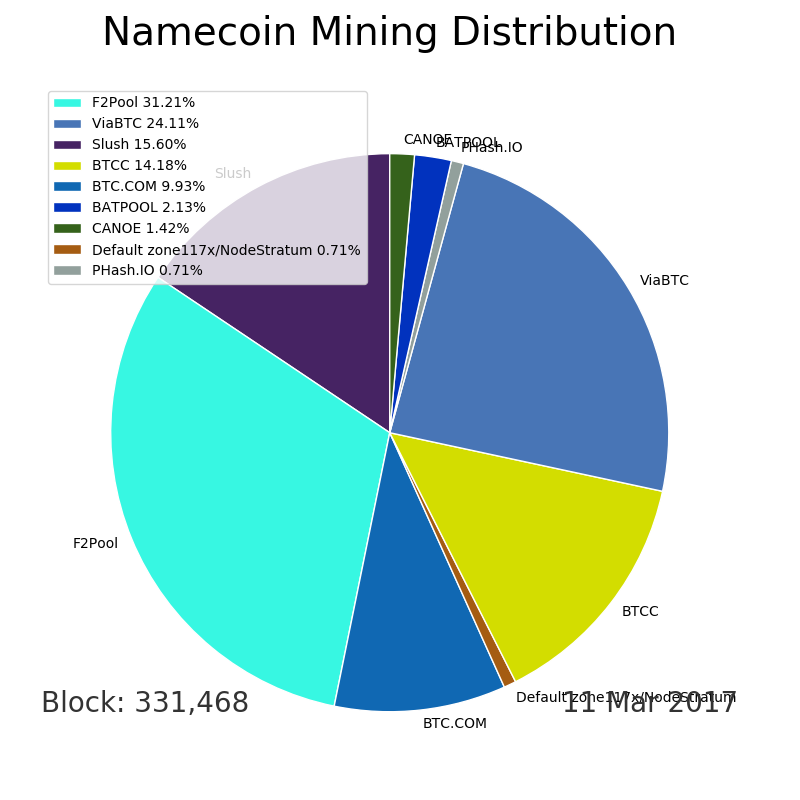 Namecoin Mining Distribution
F2Pool 31.21%
ViaBTC 24.11%
Slush 15.60%
BTCC 14.18%
BTC.COM 9.93%
BATPOOL 2.13%
CANOE 1.42%
Default zone117x/NodeStratum 0.71%
PHash.IO 0.71%
CANOE
BATPOOL
PHash.IO
Slush
ViaBTC
F2Pool
BTCC
Default zone117x/NodeStratum
Block: 331,468
11 Mar 2017
BTC.COM